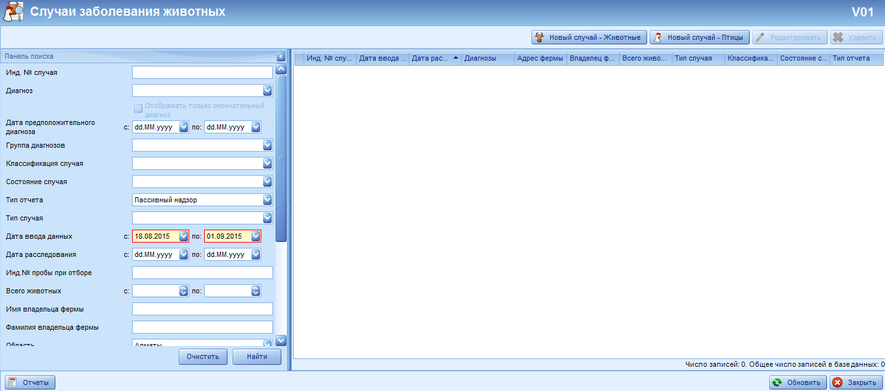 Случаи заболевания животных
V01
Новый случай - Животные
Новый случай - Птицы
Редактировать
Удалить
Панель поиска
Инд. № случая
Диагноз
Отображать только окончательный
диагноз
Дата предположительного
диагноза
с: dd.MM.yyyy по: dd.MM.yyyy
Группа диагнозов
Классификация случая
Состояние случая
Тип отчета Пассивный надзор
Тип случая
Дата ввода данных с: 18.08.2015 по: 01.09.2015
Дата расследования с: dd.MM.yyyy по: dd.MM.yyyy
Инд.№ пробы при отборе
Всего животных с: по:
Имя владельца фермы
Фамилия владельца фермы
Область Алматы
Очистить
Найти
Инд. № слу... Дата ввода ... Дата рас... Диагнозы Адрес фермы Владелец ф... Всего живо... Тип случая Классифика... Состояние с... Тип отчета
Число записей: 0. Общее число записей в базе данных: 0
Отчеты
Обновить
Закрыть